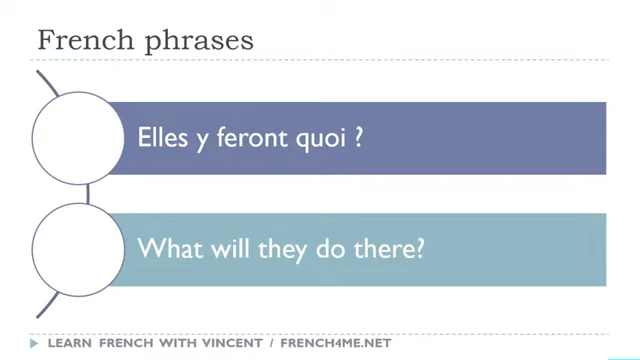 French phrases
Elles y feront quoi ?
What will they do there?
LEARN FRENCH WITH VINCENT / FRENCH4ME.NET